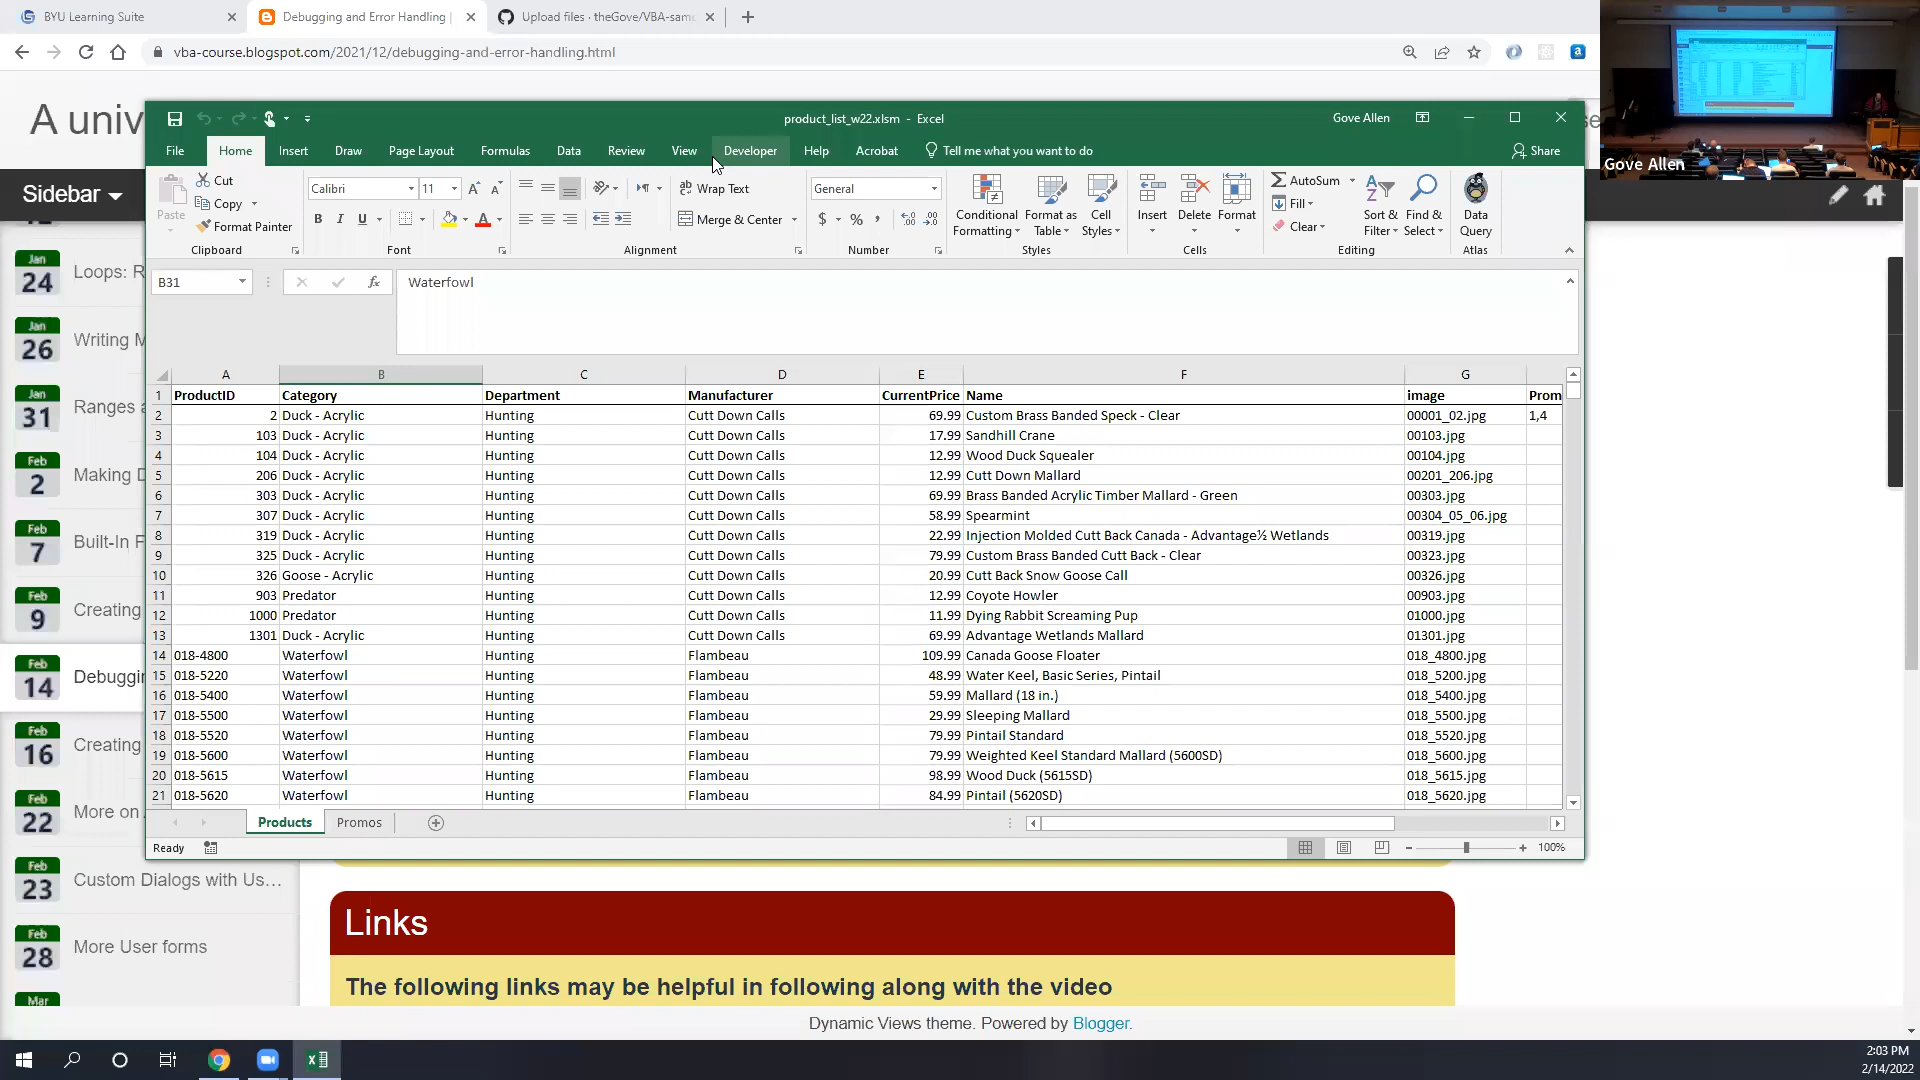 BYU Learning Suite
Debugging and Error Handling |
Upload files · theGove/VBA-sam
vba-course.blogspot.com/2021/12/debugging-and-error-handling.html
A univ
Sidebar
Jan 24 Loops: R
Jan 26 Writing M
Jan 31 Ranges a
Feb 2 Making D
Feb 7 Built-In F
Feb 9 Creating
Feb 14 Debuggin
Feb 16 Creating
Feb 22 More on
Feb 23 Custom Dialogs with Us...
Feb 28 More User forms
Mar
product_list_w22.xlsm - Excel
Gove Allen
File Home Insert Draw Page Layout Formulas Data Review View Developer Help Acrobat Tell me what you want to do Share
Paste Cut Copy Format Painter Clipboard
Calibri 11 A A B I U A Font
Wrap Text Merge & Center Alignment
General $ % , Number
Conditional Formatting Format as Table Cell Styles Styles
Insert Delete Format Cells
AutoSum Fill Clear Sort & Filter Find & Select Editing
Data Query Atlas
B31 fx Waterfowl
A B C D E F G
1 ProductID Category Department Manufacturer CurrentPrice Name image Prom
2 2 Duck - Acrylic Hunting Cutt Down Calls 69.99 Custom Brass Banded Speck - Clear 00001_02.jpg 1,4
3 103 Duck - Acrylic Hunting Cutt Down Calls 17.99 Sandhill Crane 00103.jpg
4 104 Duck - Acrylic Hunting Cutt Down Calls 12.99 Wood Duck Squealer 00104.jpg
5 206 Duck - Acrylic Hunting Cutt Down Calls 12.99 Cutt Down Mallard 00201_206.jpg
6 303 Duck - Acrylic Hunting Cutt Down Calls 69.99 Brass Banded Acrylic Timber Mallard - Green 00303.jpg
7 307 Duck - Acrylic Hunting Cutt Down Calls 58.99 Spearmint 00304_05_06.jpg
8 319 Duck - Acrylic Hunting Cutt Down Calls 22.99 Injection Molded Cutt Back Canada - Advantage½ Wetlands 00319.jpg
9 325 Duck - Acrylic Hunting Cutt Down Calls 79.99 Custom Brass Banded Cutt Back - Clear 00323.jpg
10 326 Goose - Acrylic Hunting Cutt Down Calls 20.99 Cutt Back Snow Goose Call 00326.jpg
11 903 Predator Hunting Cutt Down Calls 12.99 Coyote Howler 00903.jpg
12 1000 Predator Hunting Cutt Down Calls 11.99 Dying Rabbit Screaming Pup 01000.jpg
13 1301 Duck - Acrylic Hunting Cutt Down Calls 69.99 Advantage Wetlands Mallard 01301.jpg
14 018-4800 Waterfowl Hunting Flambeau 109.99 Canada Goose Floater 018_4800.jpg
15 018-5220 Waterfowl Hunting Flambeau 48.99 Water Keel, Basic Series, Pintail 018_5200.jpg
16 018-5400 Waterfowl Hunting Flambeau 59.99 Mallard (18 in.) 018_5400.jpg
17 018-5500 Waterfowl Hunting Flambeau 29.99 Sleeping Mallard 018_5500.jpg
18 018-5520 Waterfowl Hunting Flambeau 79.99 Pintail Standard 018_5520.jpg
19 018-5600 Waterfowl Hunting Flambeau 79.99 Weighted Keel Standard Mallard (5600SD) 018_5600.jpg
20 018-5615 Waterfowl Hunting Flambeau 98.99 Wood Duck (5615SD) 018_5615.jpg
21 018-5620 Waterfowl Hunting Flambeau 84.99 Pintail (5620SD) 018_5620.jpg
Products Promos
Ready 100%
Links
The following links may be helpful in following along with the video
Dynamic Views theme. Powered by Blogger.
Gove Allen
2:03 PM
2/14/2022